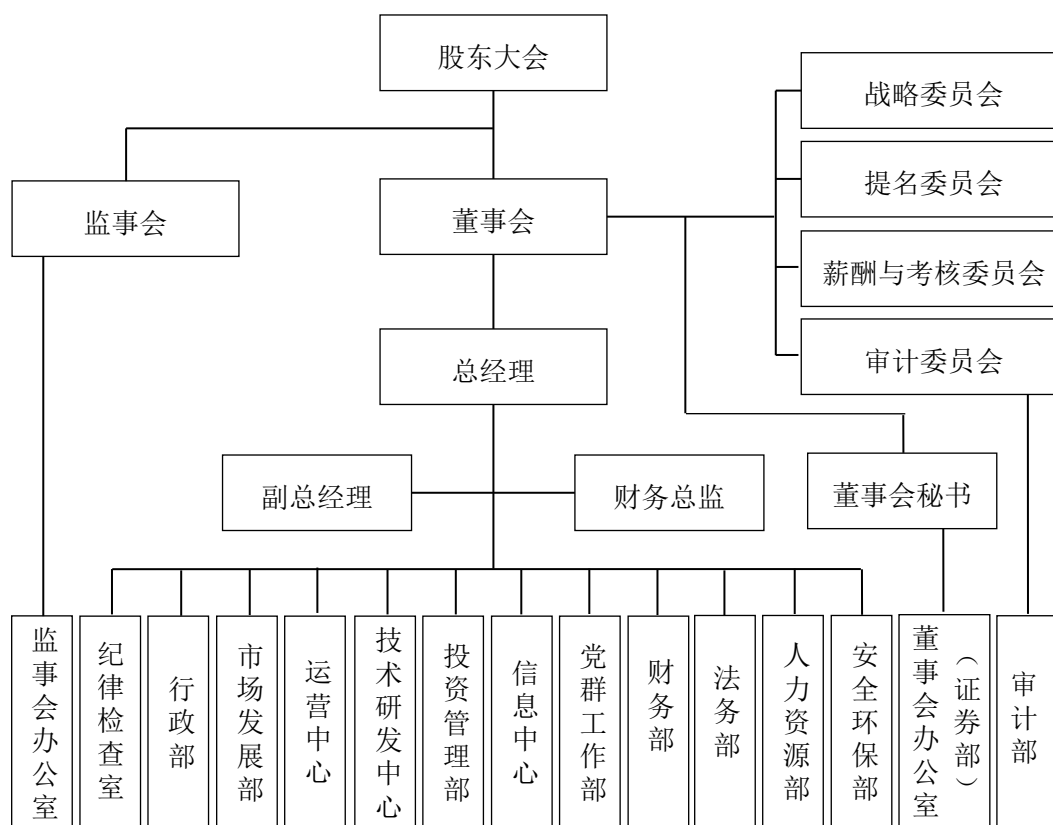 股东大会
战略委员会
提名委员会
监事会
董事会
薪酬与考核委员会
总经理
审计委员会
副总经理
财务总监
董事会秘书
监事会办公室
纪律检查室
行政部
市场发展部
运营中心
技术研发中心
投资管理部
信息中心
党群工作部
财务部
法务部
人力资源部
安全环保部
董事会办公室
（证券部）
审计部